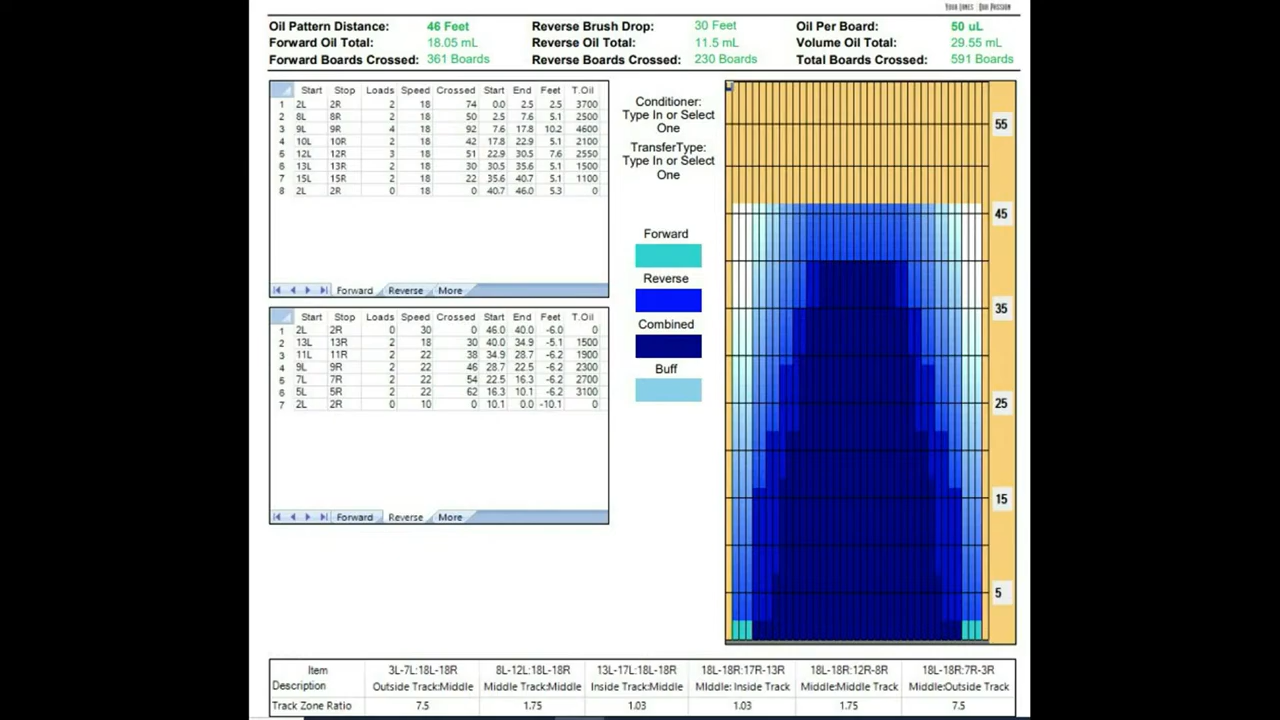 Your Lanes | Our Passion
Oil Pattern Distance: 46 Feet Reverse Brush Drop: 30 Feet Oil Per Board: 50 uL
Forward Oil Total: 18.05 mL Reverse Oil Total: 11.5 mL Volume Oil Total: 29.55 mL
Forward Boards Crossed: 361 Boards Reverse Boards Crossed: 230 Boards Total Boards Crossed: 591 Boards
Start Stop Loads Speed Crossed Start End Feet T.Oil
1 2L 2R 2 18 74 0.0 2.5 2.5 3700
2 8L 8R 2 18 50 2.5 7.6 5.1 2500
3 9L 9R 4 18 92 7.6 17.8 10.2 4600
4 10L 10R 2 18 42 17.8 22.9 5.1 2100
5 12L 12R 3 18 51 22.9 30.5 7.6 2550
6 13L 13R 2 18 30 30.5 35.6 5.1 1500
7 15L 15R 2 18 22 35.6 40.7 5.1 1100
8 2L 2R 0 18 0 40.7 46.0 5.3 0
Forward Reverse More
Start Stop Loads Speed Crossed Start End Feet T.Oil
1 2L 2R 0 30 0 46.0 40.0 -6.0 0
2 13L 13R 2 18 30 40.0 34.9 -5.1 1500
3 11L 11R 2 22 38 34.9 28.7 -6.2 1900
4 9L 9R 2 22 46 28.7 22.5 -6.2 2300
5 7L 7R 2 22 54 22.5 16.3 -6.2 2700
6 5L 5R 2 22 62 16.3 10.1 -6.2 3100
7 2L 2R 0 10 0 10.1 0.0 -10.1 0
Forward Reverse More
Conditioner:
Type In or Select
One
TransferType:
Type In or Select
One
Forward
Reverse
Combined
Buff
55
45
35
25
15
5
Item 3L-7L:18L-18R 8L-12L:18L-18R 13L-17L:18L-18R 18L-18R:17R-13R 18L-18R:12R-8R 18L-18R:7R-3R
Description Outside Track:Middle Middle Track:Middle Inside Track:Middle MIddle: Inside Track Middle:Middle Track Middle:Outside Track
Track Zone Ratio 7.5 1.75 1.03 1.03 1.75 7.5